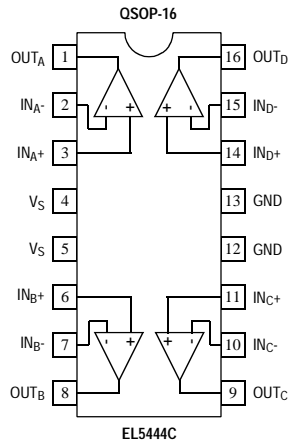 QSOP-16
OUTA 1 16 OUTD
INA- 2 - + + - 15 IND-
INA+ 3 14 IND+
VS 4 13 GND
VS 5 12 GND
INB+ 6 11 INC+
INB- 7 - + + - 10 INC-
OUTB 8 9 OUTC
EL5444C